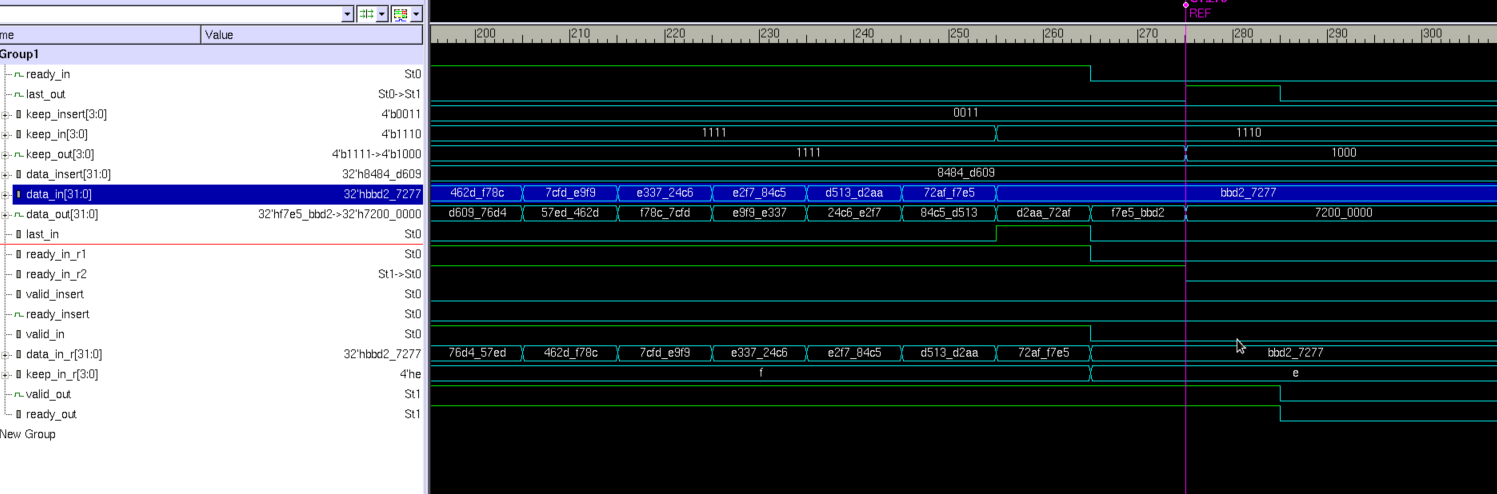 REF
me Value |200 |210 |220 |230 |240 |250 |260 |270 |280 |290 |300
Group1
ready_in St0
last_out St0->St1
keep_insert[3:0] 4'b0011 0011
keep_in[3:0] 4'b1110 1111 1110
keep_out[3:0] 4'b1111->4'b1000 1111 1000
data_insert[31:0] 32'h8484_d609 8484_d609
data_in[31:0] 32'hbbd2_7277 462d_f78c 7cfd_e9f9 e337_24c6 e2f7_84c5 d513_d2aa 72af_f7e5 bbd2_7277
data_out[31:0] 32'hf7e5_bbd2->32'h7200_0000 d609_76d4 57ed_462d f78c_7cfd e9f9_e337 24c6_e2f7 84c5_d513 d2aa_72af f7e5_bbd2 7200_0000
last_in St0
ready_in_r1 St0
ready_in_r2 St1->St0
valid_insert St0
ready_insert St0
valid_in St0
data_in_r[31:0] 32'hbbd2_7277 76d4_57ed 462d_f78c 7cfd_e9f9 e337_24c6 e2f7_84c5 d513_d2aa 72af_f7e5 bbd2_7277
keep_in_r[3:0] 4'he f e
valid_out St1
ready_out St1
New Group